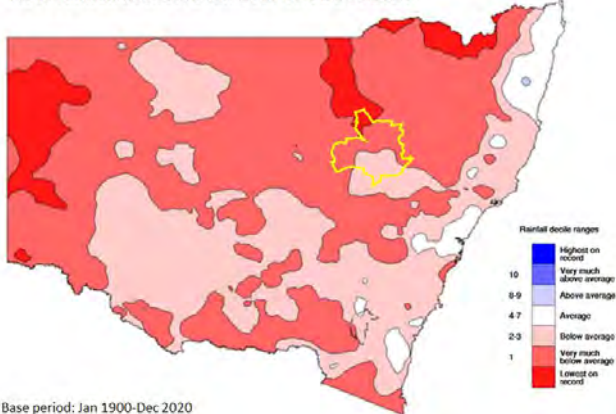 Rainfall decile ranges
Highest on
record
10
Very much
above average
8-9
Above average
4-7
Average
2-3
Below average
1
Very much
below average
Lowest on
record
Base period: Jan 1900-Dec 2020